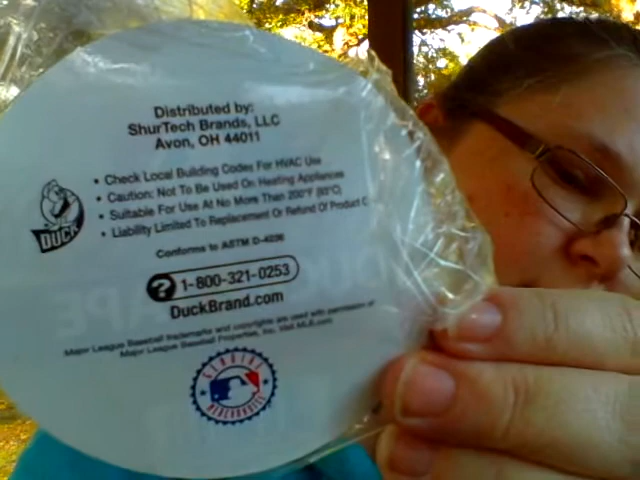 Distributed by:
ShurTech Brands, LLC
Avon, OH 44011
• Check Local Building Codes For HVAC Use
• Caution: Not To Be Used On Heating Appliances
• Suitable For Use At No More Than 200°F (93°C)
• Liability Limited To Replacement Or Refund Of Product C
DUCK
Conforms to ASTM D-4236
? 1-800-321-0253
DuckBrand.com
Major League Baseball trademarks and copyrights are used with permission of
Major League Baseball Properties, Inc. Visit MLB.com
GENUINE
MERCHANDISE